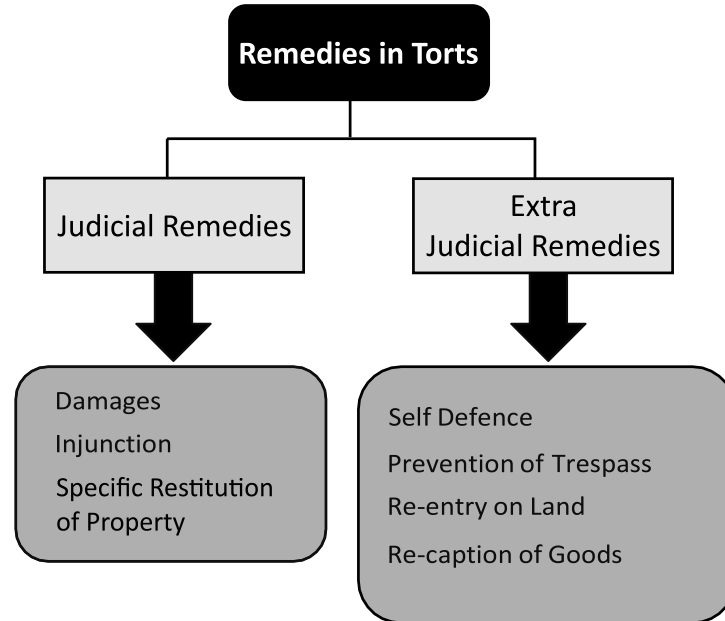 Remedies in Torts
Judicial Remedies
Extra
Judicial Remedies
Damages
Injunction
Specific Restitution
of Property
Self Defence
Prevention of Trespass
Re-entry on Land
Re-caption of Goods